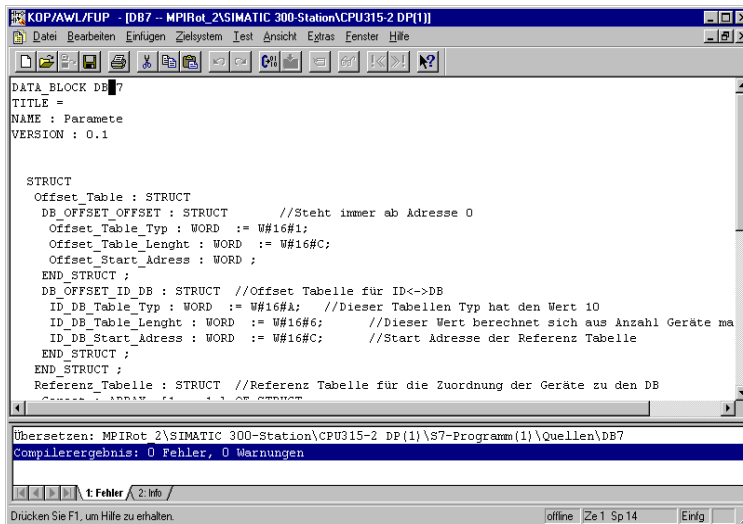 KOP/AWL/FUP - [DB7 -- MPIRot_2\SIMATIC 300-Station\CPU315-2 DP(1)]
Datei Bearbeiten Einfügen Zielsystem Test Ansicht Extras Fenster Hilfe
DATA_BLOCK DB 7
TITLE =
NAME : Paramete
VERSION : 0.1
STRUCT
Offset_Table : STRUCT
DB_OFFSET_OFFSET : STRUCT //Steht immer ab Adresse 0
Offset_Table_Typ : WORD := W#16#1;
Offset_Table_Lenght : WORD := W#16#C;
Offset_Start_Adress : WORD ;
END_STRUCT ;
DB_OFFSET_ID_DB : STRUCT //Offset Tabelle für ID<->DB
ID_DB_Table_Typ : WORD := W#16#A; //Dieser Tabellen Typ hat den Wert 10
ID_DB_Table_Lenght : WORD := W#16#6; //Dieser Wert berechnet sich aus Anzahl Geräte ma
ID_DB_Start_Adress : WORD := W#16#C; //Start Adresse der Referenz Tabelle
END_STRUCT ;
END_STRUCT ;
Referenz_Tabelle : STRUCT //Referenz Tabelle für die Zuordnung der Geräte zu den DB
Übersetzen: MPIRot_2\SIMATIC 300-Station\CPU315-2 DP(1)\S7-Programm(1)\Quellen\DB7
Compilerergebnis: 0 Fehler, 0 Warnungen
1: Fehler 2: Info
Drücken Sie F1, um Hilfe zu erhalten. offline Ze 1 Sp 14 Einfg